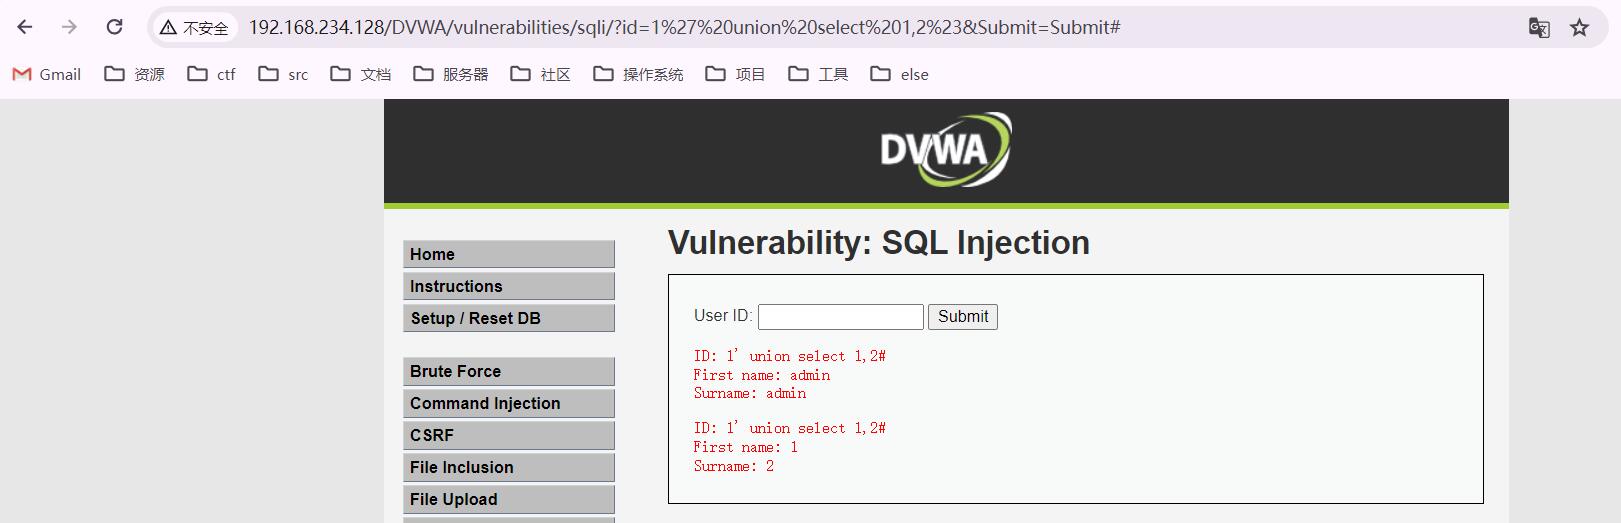 不安全 192.168.234.128/DVWA/vulnerabilities/sqli/?id=1%27%20union%20select%201,2%23&Submit=Submit#
Gmail 资源 ctf src 文档 服务器 社区 操作系统 项目 工具 else
DVWA
Vulnerability: SQL Injection
Home
Instructions
Setup / Reset DB
Brute Force
Command Injection
CSRF
File Inclusion
File Upload
User ID: Submit
ID: 1' union select 1,2#
First name: admin
Surname: admin
ID: 1' union select 1,2#
First name: 1
Surname: 2